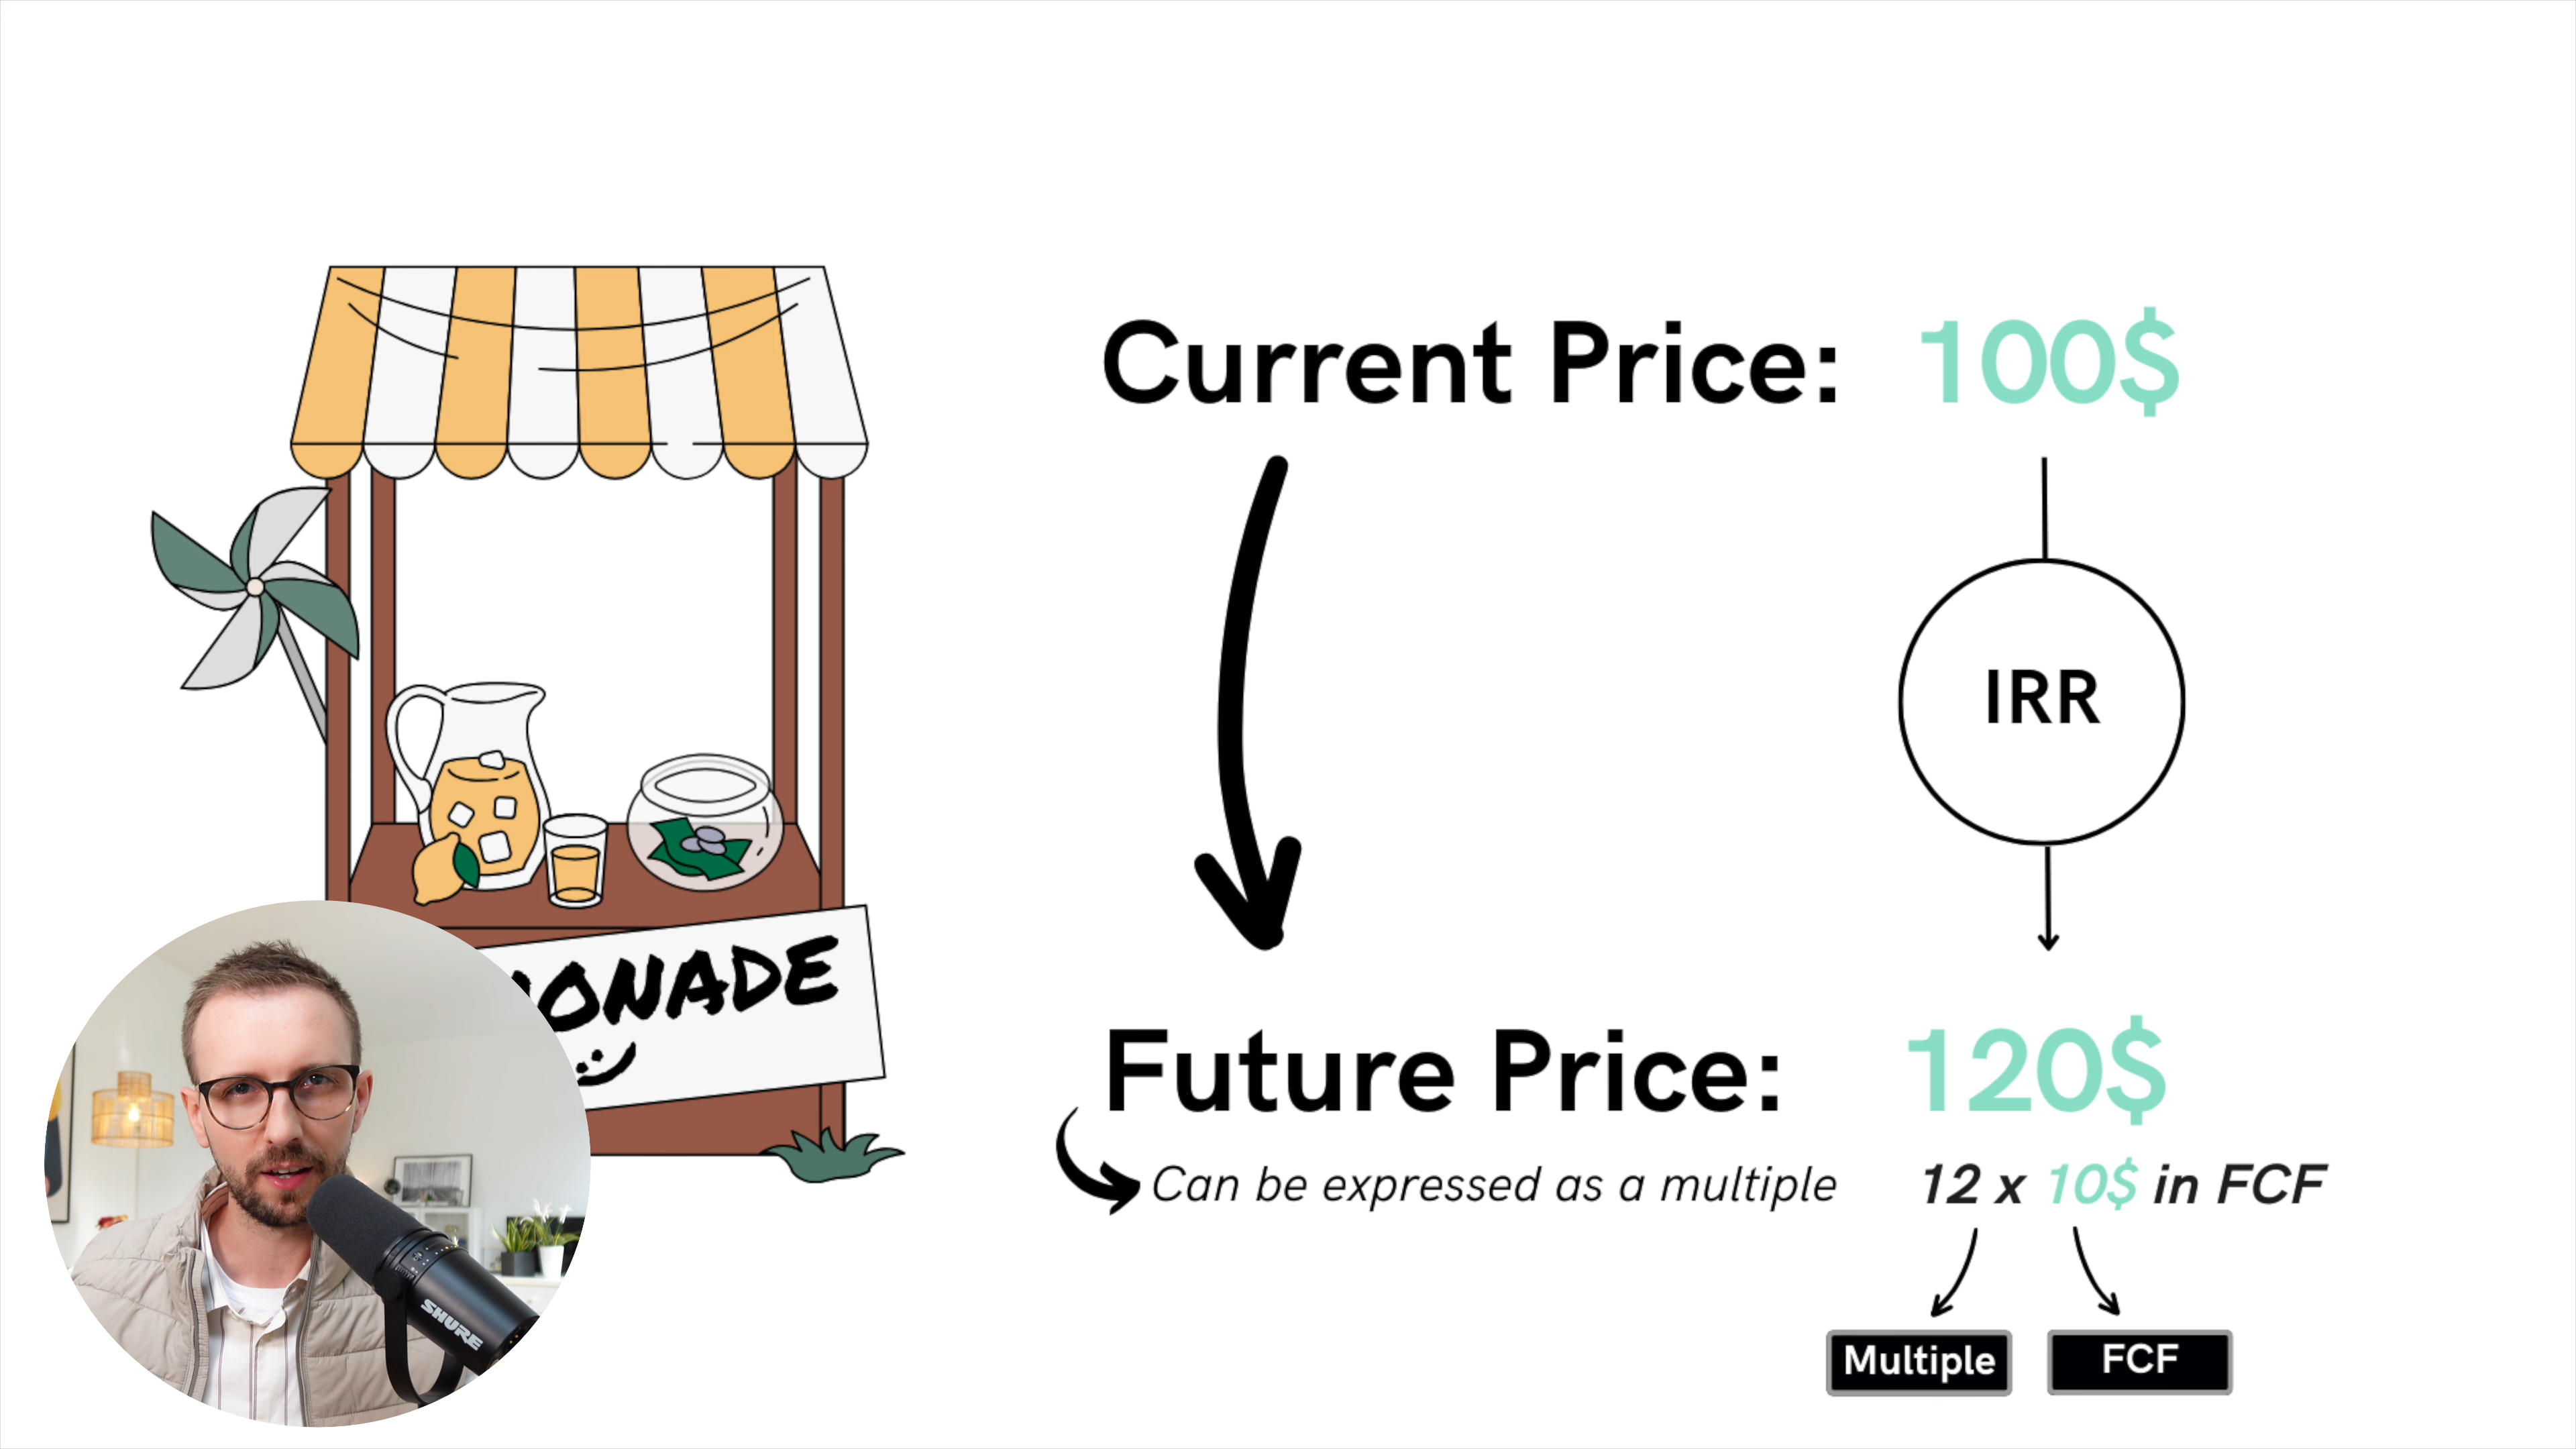 Current Price: 100$
IRR
Future Price: 120$
Can be expressed as a multiple 12 x 10$ in FCF
Multiple FCF
ONADE
SHURE